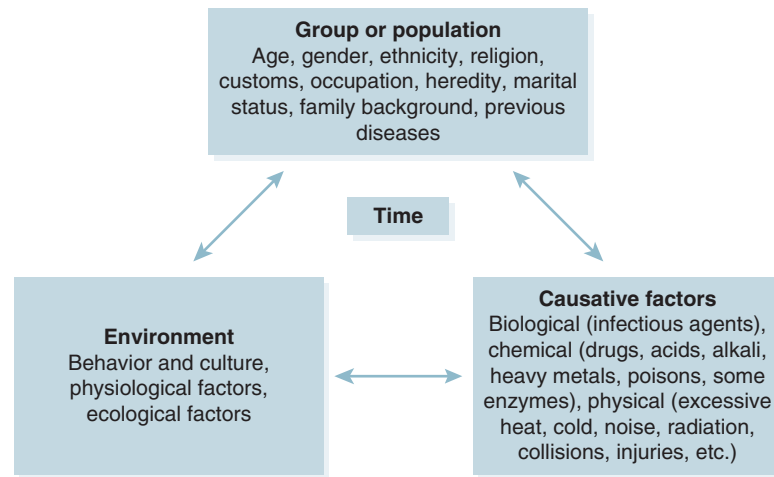 Group or population
Age, gender, ethnicity, religion,
customs, occupation, heredity, marital
status, family background, previous
diseases
Time
Environment
Behavior and culture,
physiological factors,
ecological factors
Causative factors
Biological (infectious agents),
chemical (drugs, acids, alkali,
heavy metals, poisons, some
enzymes), physical (excessive
heat, cold, noise, radiation,
collisions, injuries, etc.)